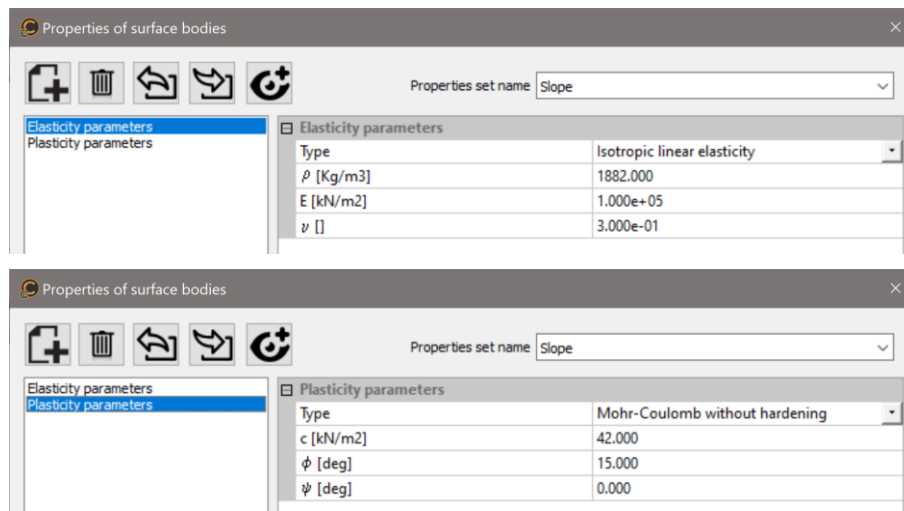 Properties of surface bodies
Properties set name Slope
Elasticity parameters
Plasticity parameters
Elasticity parameters
Type Isotropic linear elasticity
ρ [Kg/m3] 1882.000
E [kN/m2] 1.000e+05
ν [] 3.000e-01
Properties of surface bodies
Properties set name Slope
Elasticity parameters
Plasticity parameters
Plasticity parameters
Type Mohr-Coulomb without hardening
c [kN/m2] 42.000
ϕ [deg] 15.000
ψ [deg] 0.000